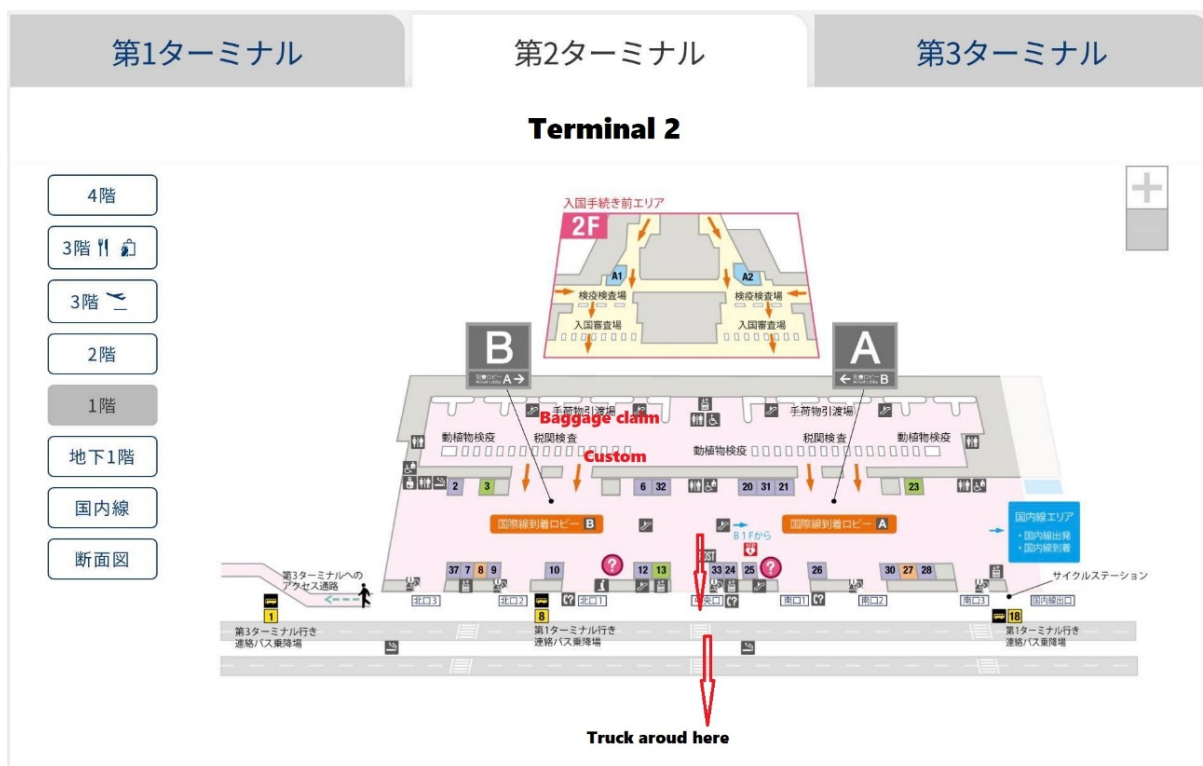 第1ターミナル
第2ターミナル
第3ターミナル
Terminal 2
4階
3階
3階
2階
1階
地下1階
国内線
断面図
入国手続き前エリア
2F
A1
A2
検疫検査場
検疫検査場
入国審査場
入国審査場
B
A→
A
←B
手荷物引渡場
手荷物引渡場
Baggage claim
動植物検疫
税関検査
動植物検疫
税関検査
動植物検疫
Custom
2
3
6
32
20
31
21
23
国際線到着ロビー B
国際線到着ロビー A
B1Fから
国内線エリア
・国内線出発
・国内線到着
37
7
8
9
10
12
13
33
24
25
26
30
27
28
第3ターミナルへの
アクセス通路
サイクルステーション
北口3
北口2
北口1
中央口
南口1
南口2
南口3
国内線出口
1
第3ターミナル行き
連絡バス乗降場
8
第1ターミナル行き
連絡バス乗降場
18
第1ターミナル行き
連絡バス乗降場
Truck aroud here